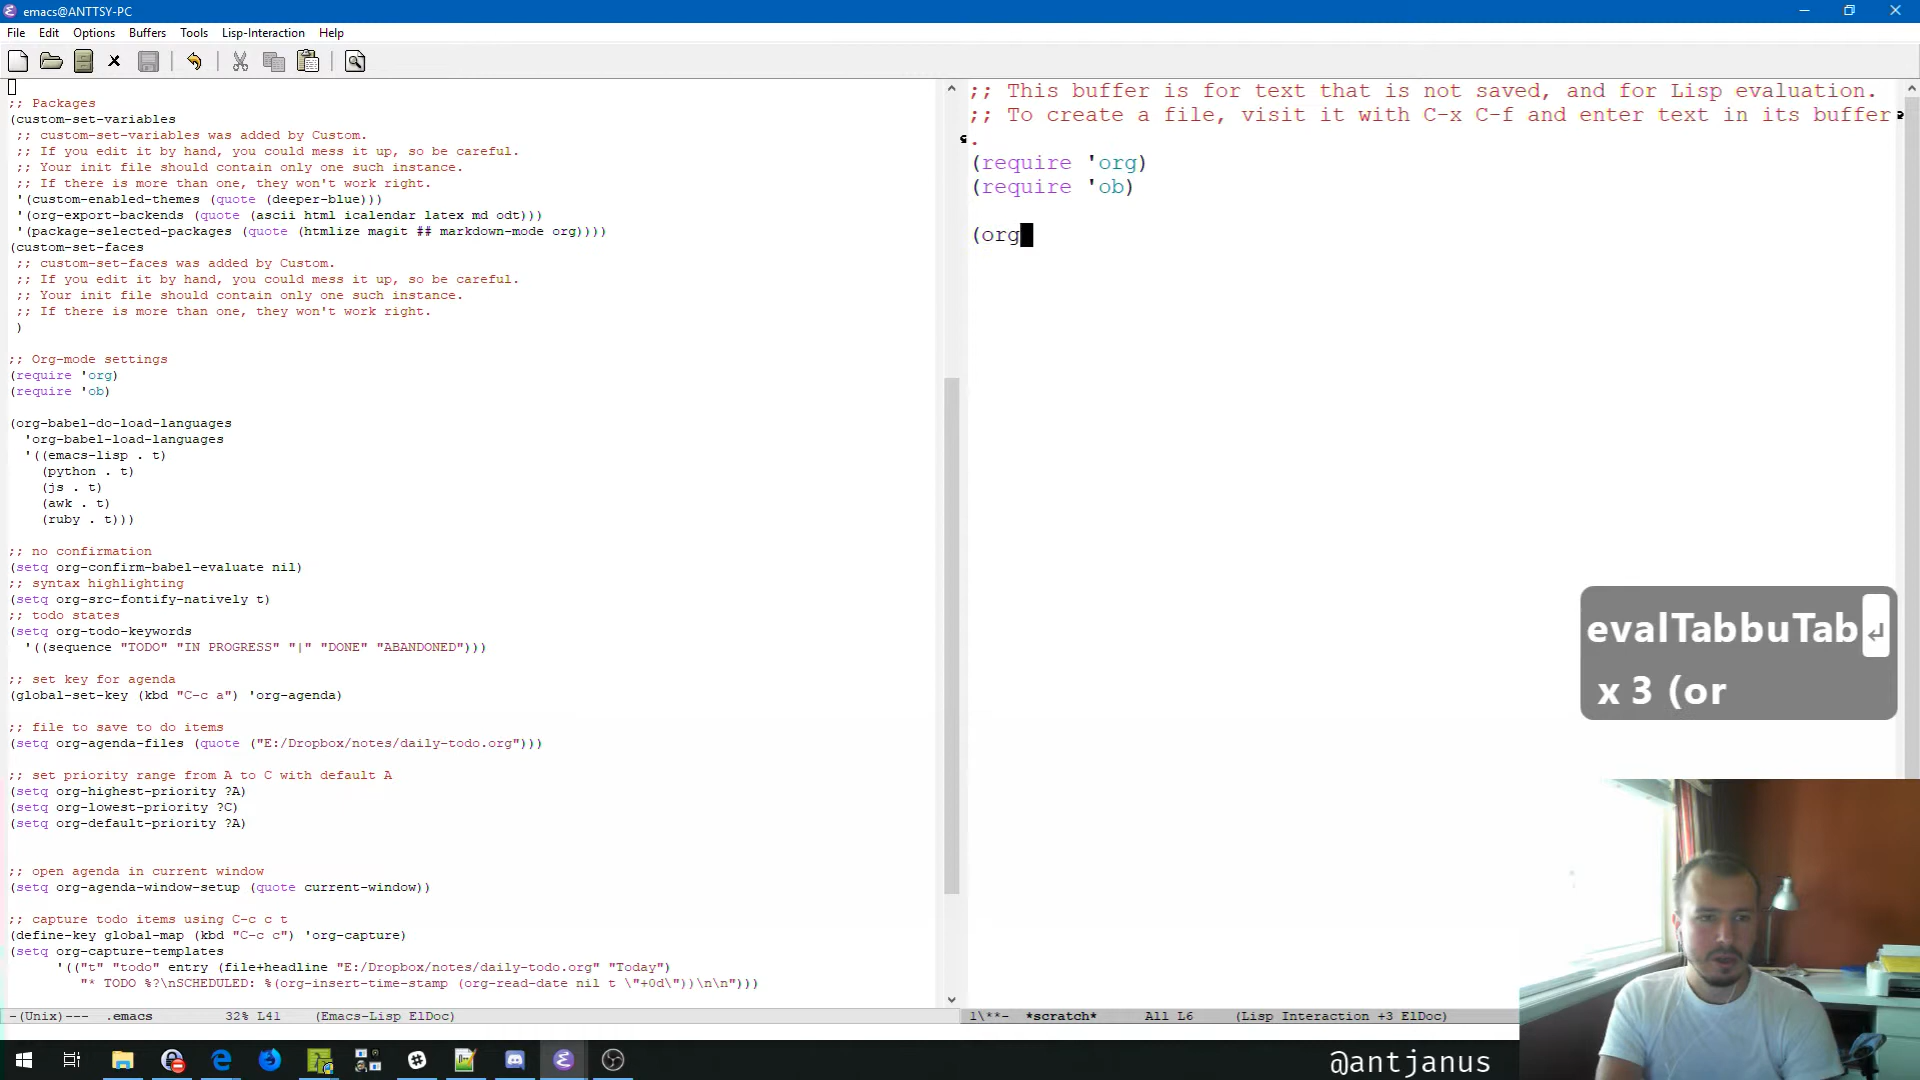 emacs@ANTTSY-PC
File Edit Options Buffers Tools Lisp-Interaction Help
;; Packages
(custom-set-variables
;; custom-set-variables was added by Custom.
;; If you edit it by hand, you could mess it up, so be careful.
;; Your init file should contain only one such instance.
;; If there is more than one, they won't work right.
'(custom-enabled-themes (quote (deeper-blue)))
'(org-export-backends (quote (ascii html icalendar latex md odt)))
'(package-selected-packages (quote (htmlize magit ## markdown-mode org))))
(custom-set-faces
;; custom-set-faces was added by Custom.
;; If you edit it by hand, you could mess it up, so be careful.
;; Your init file should contain only one such instance.
;; If there is more than one, they won't work right.
)
;; Org-mode settings
(require 'org)
(require 'ob)
(org-babel-do-load-languages
'org-babel-load-languages
'((emacs-lisp . t)
(python . t)
(js . t)
(awk . t)
(ruby . t)))
;; no confirmation
(setq org-confirm-babel-evaluate nil)
;; syntax highlighting
(setq org-src-fontify-natively t)
;; todo states
(setq org-todo-keywords
'((sequence "TODO" "IN PROGRESS" "|" "DONE" "ABANDONED")))
;; set key for agenda
(global-set-key (kbd "C-c a") 'org-agenda)
;; file to save to do items
(setq org-agenda-files (quote ("E:/Dropbox/notes/daily-todo.org")))
;; set priority range from A to C with default A
(setq org-highest-priority ?A)
(setq org-lowest-priority ?C)
(setq org-default-priority ?A)
;; open agenda in current window
(setq org-agenda-window-setup (quote current-window))
;; capture todo items using C-c c t
(define-key global-map (kbd "C-c c") 'org-capture)
(setq org-capture-templates
'(("t" "todo" entry (file+headline "E:/Dropbox/notes/daily-todo.org" "Today")
"* TODO %?\nSCHEDULED: %(org-insert-time-stamp (org-read-date nil t \"+0d\"))\n\n")))
-(Unix)--- .emacs 32% L41 (Emacs-Lisp ElDoc)
;; This buffer is for text that is not saved, and for Lisp evaluation.
;; To create a file, visit it with C-x C-f and enter text in its buffer
.
(require 'org)
(require 'ob)
(org
1\**- *scratch* All L6 (Lisp Interaction +3 ElDoc)
evalTabbuTab↵
x 3 (or
@antjanus